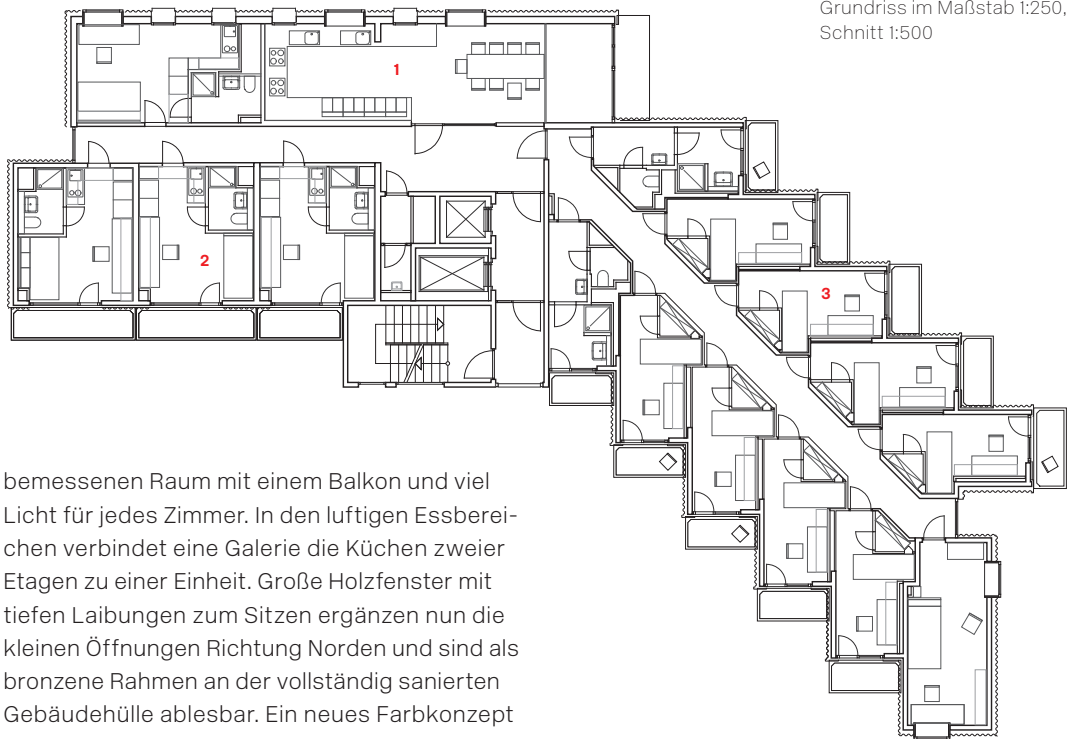 Grundriss im Maßstab 1:250,
Schnitt 1:500
1
2
3
bemessenen Raum mit einem Balkon und viel
Licht für jedes Zimmer. In den luftigen Essberei-
chen verbindet eine Galerie die Küchen zweier
Etagen zu einer Einheit. Große Holzfenster mit
tiefen Laibungen zum Sitzen ergänzen nun die
kleinen Öffnungen Richtung Norden und sind als
bronzene Rahmen an der vollständig sanierten
Gebäudehülle ablesbar. Ein neues Farbkonzept